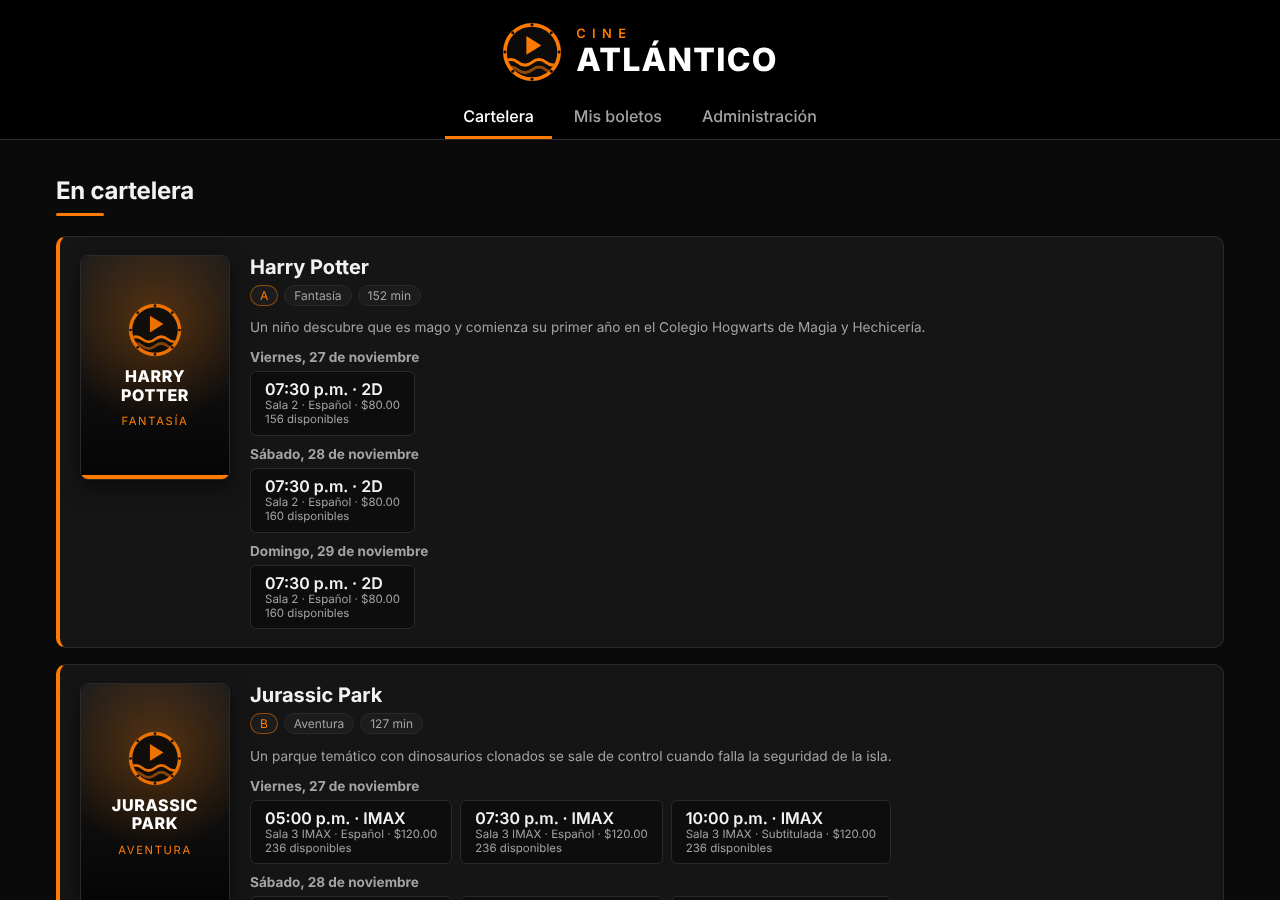 CINE
ATLÁNTICO
Cartelera Mis boletos Administración
En cartelera
HARRY
POTTER
FANTASÍA
Harry Potter
A Fantasía 152 min
Un niño descubre que es mago y comienza su primer año en el Colegio Hogwarts de Magia y Hechicería.
Viernes, 27 de noviembre
07:30 p.m. · 2D
Sala 2 · Español · $80.00
156 disponibles
Sábado, 28 de noviembre
07:30 p.m. · 2D
Sala 2 · Español · $80.00
160 disponibles
Domingo, 29 de noviembre
07:30 p.m. · 2D
Sala 2 · Español · $80.00
160 disponibles
JURASSIC
PARK
AVENTURA
Jurassic Park
B Aventura 127 min
Un parque temático con dinosaurios clonados se sale de control cuando falla la seguridad de la isla.
Viernes, 27 de noviembre
05:00 p.m. · IMAX
Sala 3 IMAX · Español · $120.00
236 disponibles
07:30 p.m. · IMAX
Sala 3 IMAX · Español · $120.00
236 disponibles
10:00 p.m. · IMAX
Sala 3 IMAX · Subtitulada · $120.00
236 disponibles
Sábado, 28 de noviembre